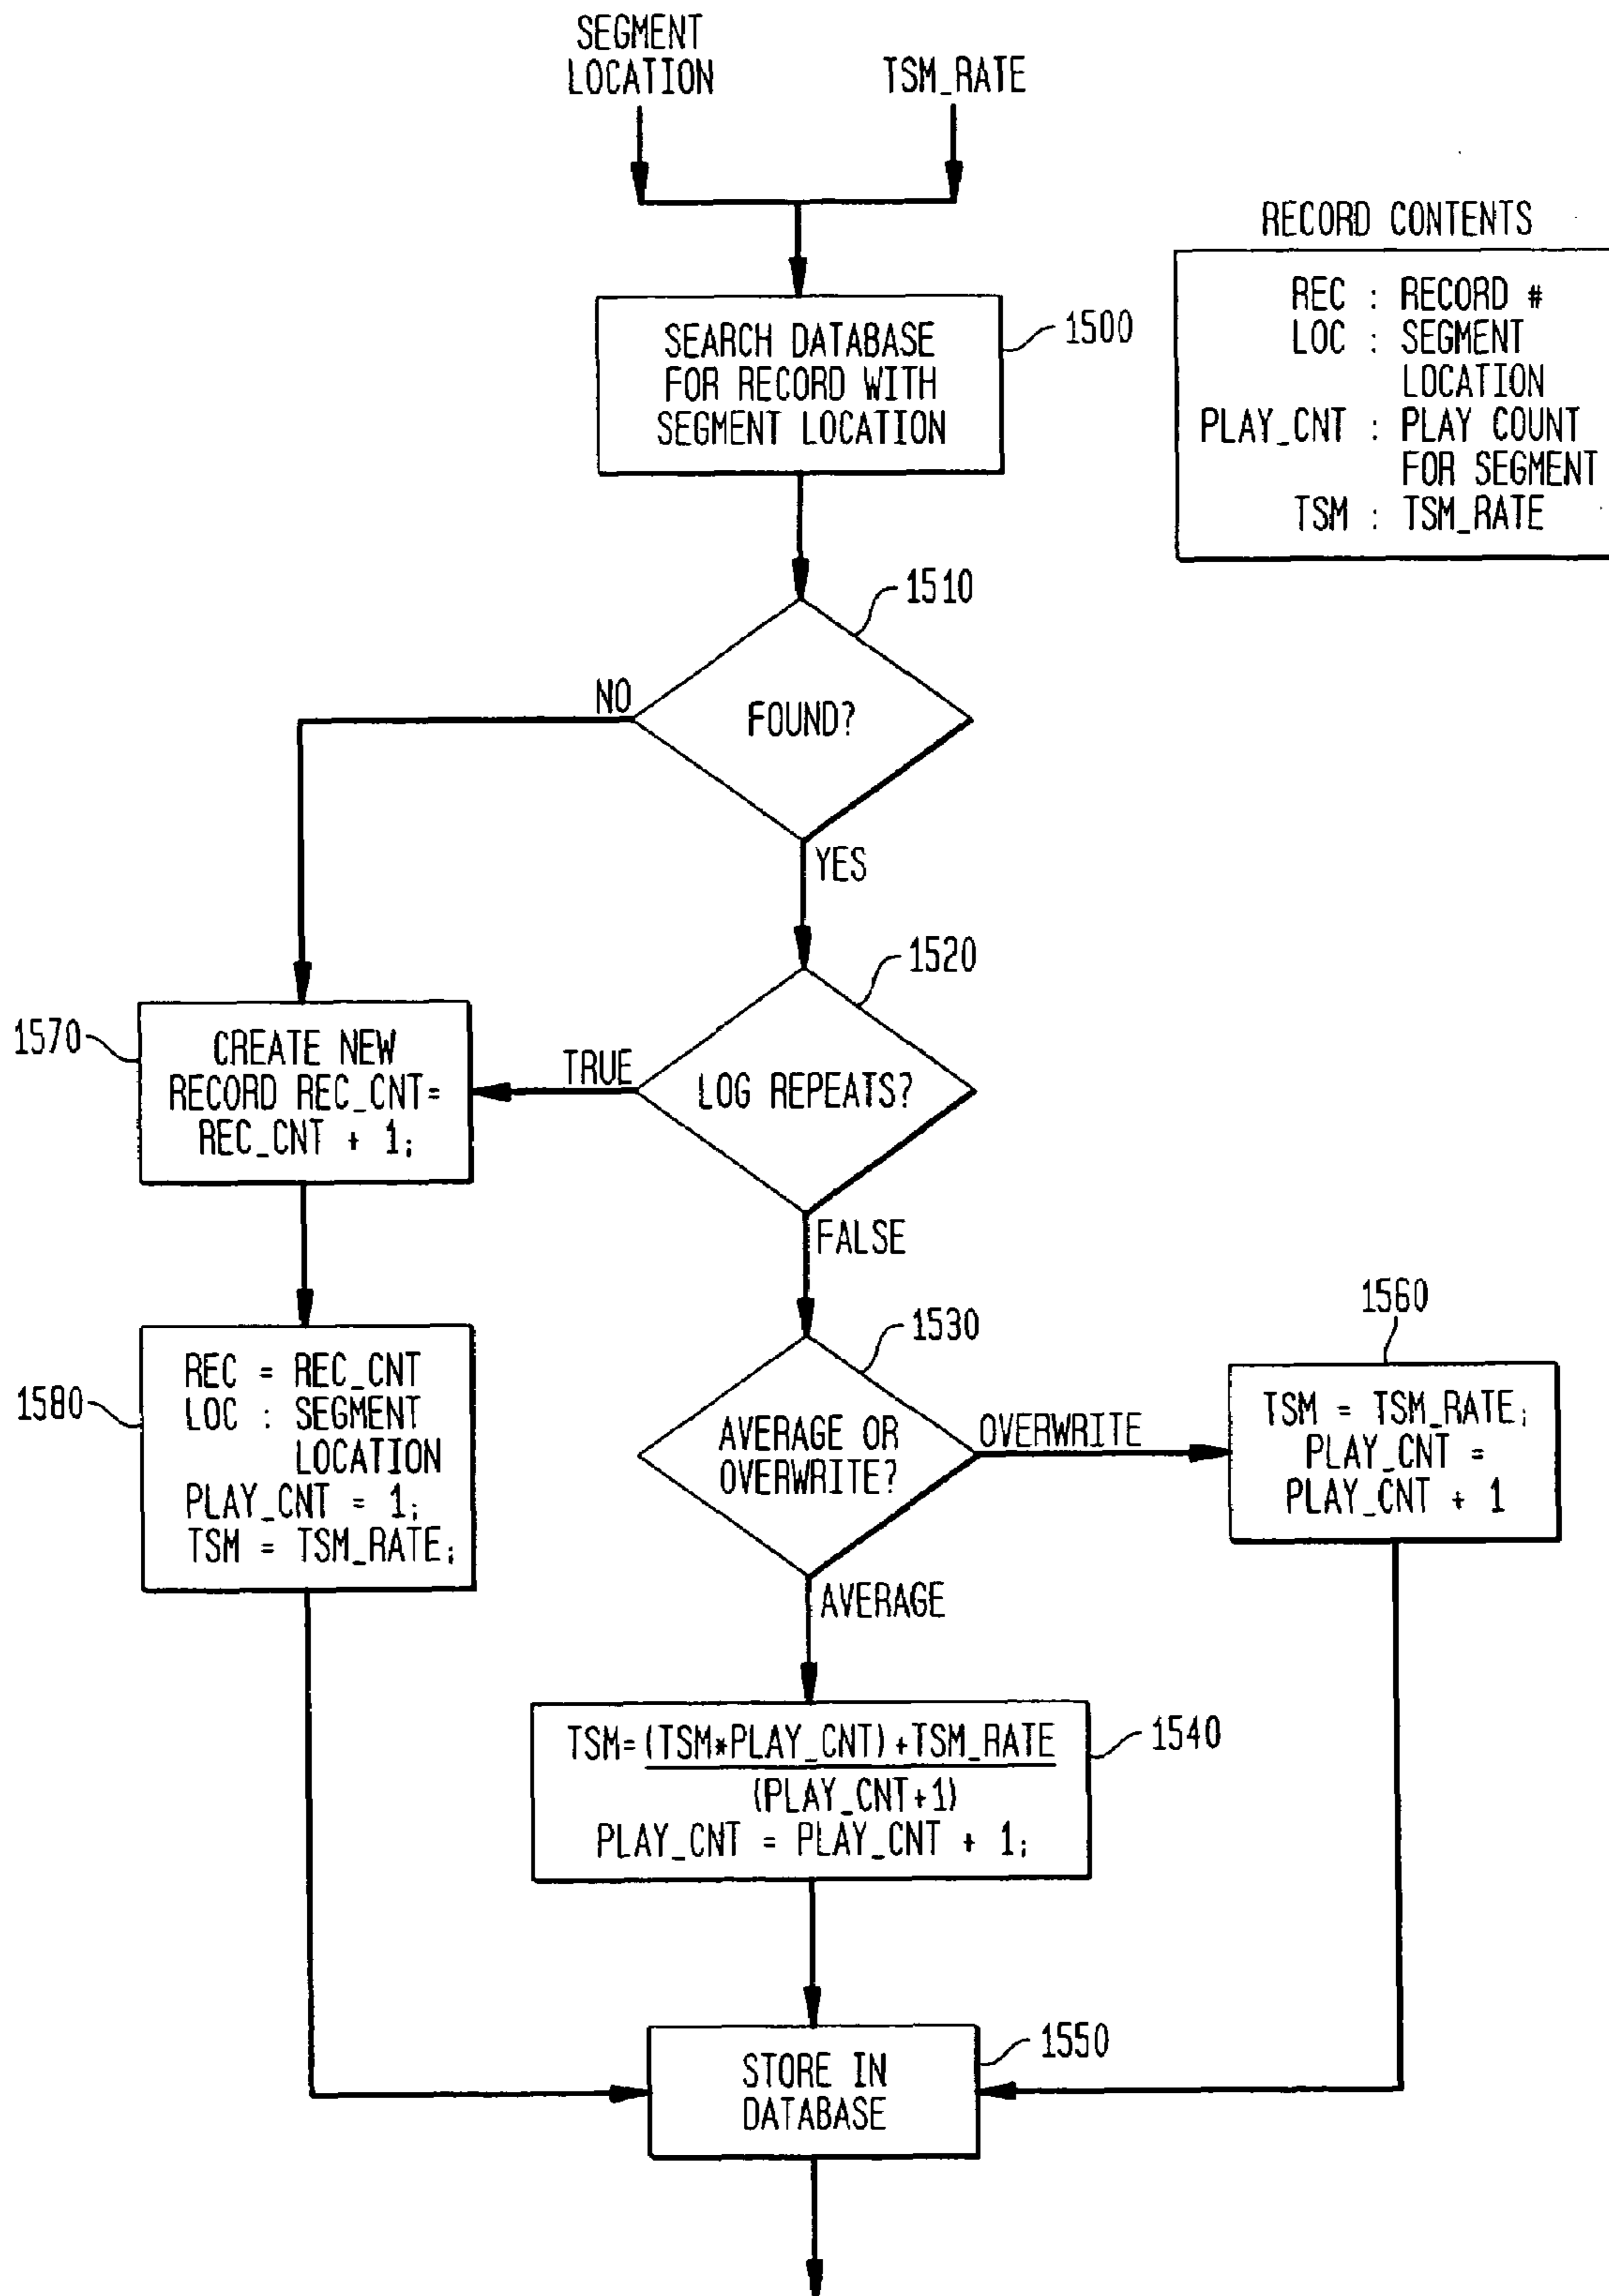 SEGMENT
LOCATION
TSM_RATE
RECORD CONTENTS
REC : RECORD #
LOC : SEGMENT
LOCATION
PLAY_CNT : PLAY COUNT
FOR SEGMENT
TSM : TSM_RATE
SEARCH DATABASE
FOR RECORD WITH
SEGMENT LOCATION
1500
1510
FOUND?
NO
YES
1520
LOG REPEATS?
TRUE
FALSE
1570
CREATE NEW
RECORD REC_CNT=
REC_CNT + 1;
1580
REC = REC_CNT
LOC : SEGMENT
LOCATION
PLAY_CNT = 1;
TSM = TSM_RATE;
1530
AVERAGE OR
OVERWRITE?
OVERWRITE
AVERAGE
1560
TSM = TSM_RATE;
PLAY_CNT =
PLAY_CNT + 1
1540
TSM=(TSM*PLAY_CNT)+TSM_RATE
(PLAY_CNT+1)
PLAY_CNT = PLAY_CNT + 1;
1550
STORE IN
DATABASE